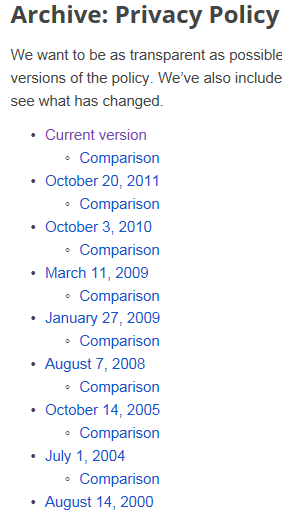 Archive: Privacy Policy
We want to be as transparent as possible
versions of the policy. We've also include
see what has changed.
• Current version
◦ Comparison
• October 20, 2011
◦ Comparison
• October 3, 2010
◦ Comparison
• March 11, 2009
◦ Comparison
• January 27, 2009
◦ Comparison
• August 7, 2008
◦ Comparison
• October 14, 2005
◦ Comparison
• July 1, 2004
◦ Comparison
• August 14, 2000